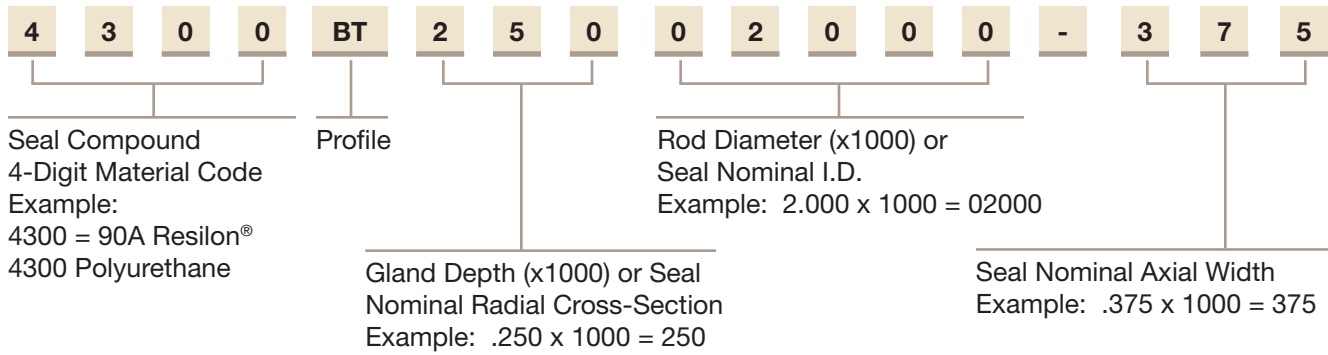 4 3 0 0 BT 2 5 0 0 2 0 0 0 - 3 7 5
Seal Compound
4-Digit Material Code
Example:
4300 = 90A Resilon®
4300 Polyurethane
Profile
Gland Depth (x1000) or Seal
Nominal Radial Cross-Section
Example: .250 x 1000 = 250
Rod Diameter (x1000) or
Seal Nominal I.D.
Example: 2.000 x 1000 = 02000
Seal Nominal Axial Width
Example: .375 x 1000 = 375